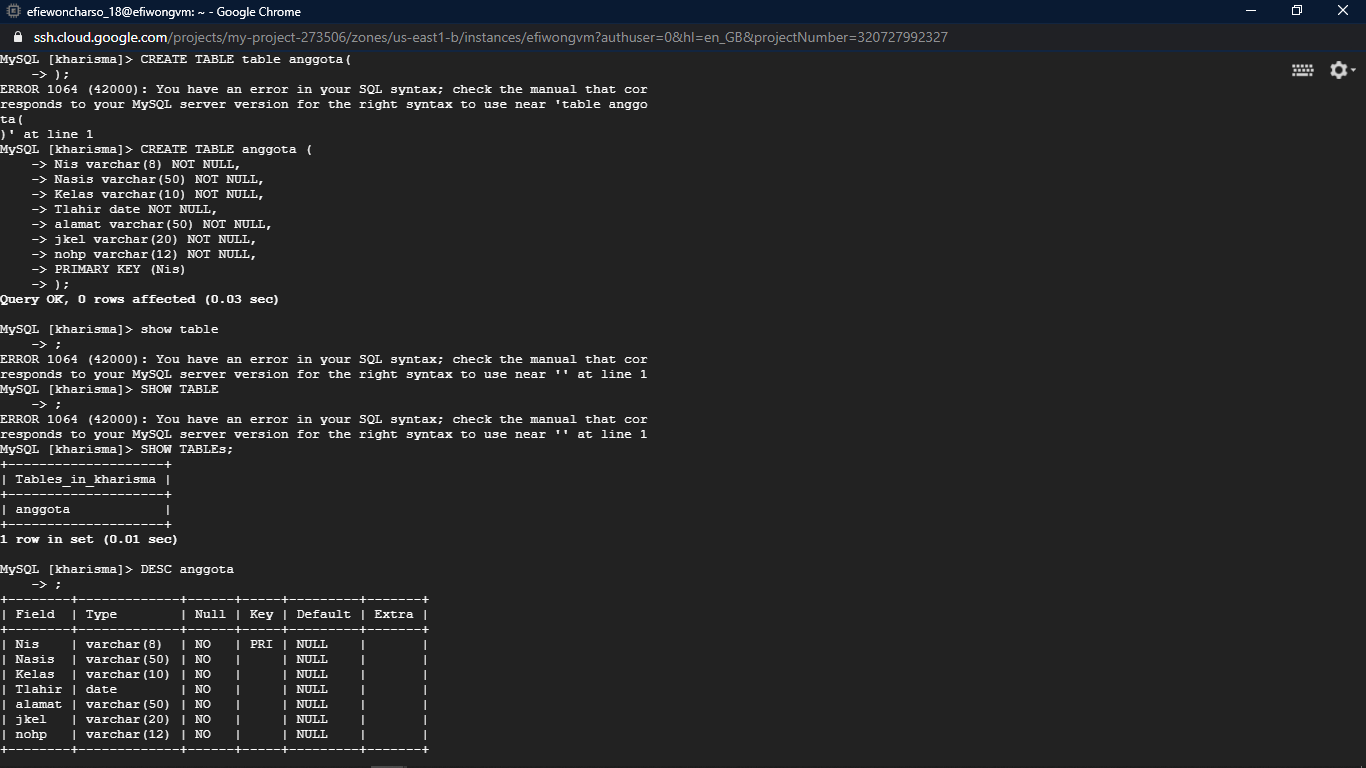 efiewoncharso_18@efiwongvm: ~ - Google Chrome
ssh.cloud.google.com/projects/my-project-273506/zones/us-east1-b/instances/efiwongvm?authuser=0&hl=en_GB&projectNumber=320727992327
MySQL [kharisma]> CREATE TABLE table anggota(
    -> );
ERROR 1064 (42000): You have an error in your SQL syntax; check the manual that cor
responds to your MySQL server version for the right syntax to use near 'table anggo
ta(
)' at line 1
MySQL [kharisma]> CREATE TABLE anggota (
    -> Nis varchar(8) NOT NULL,
    -> Nasis varchar(50) NOT NULL,
    -> Kelas varchar(10) NOT NULL,
    -> Tlahir date NOT NULL,
    -> alamat varchar(50) NOT NULL,
    -> jkel varchar(20) NOT NULL,
    -> nohp varchar(12) NOT NULL,
    -> PRIMARY KEY (Nis)
    -> );
Query OK, 0 rows affected (0.03 sec)

MySQL [kharisma]> show table
    -> ;
ERROR 1064 (42000): You have an error in your SQL syntax; check the manual that cor
responds to your MySQL server version for the right syntax to use near '' at line 1
MySQL [kharisma]> SHOW TABLE
    -> ;
ERROR 1064 (42000): You have an error in your SQL syntax; check the manual that cor
responds to your MySQL server version for the right syntax to use near '' at line 1
MySQL [kharisma]> SHOW TABLEs;
+--------------------+
| Tables_in_kharisma |
+--------------------+
| anggota            |
+--------------------+
1 row in set (0.01 sec)

MySQL [kharisma]> DESC anggota
    -> ;
+--------+-------------+------+-----+---------+-------+
| Field  | Type        | Null | Key | Default | Extra |
+--------+-------------+------+-----+---------+-------+
| Nis    | varchar(8)  | NO   | PRI | NULL    |       |
| Nasis  | varchar(50) | NO   |     | NULL    |       |
| Kelas  | varchar(10) | NO   |     | NULL    |       |
| Tlahir | date        | NO   |     | NULL    |       |
| alamat | varchar(50) | NO   |     | NULL    |       |
| jkel   | varchar(20) | NO   |     | NULL    |       |
| nohp   | varchar(12) | NO   |     | NULL    |       |
+--------+-------------+------+-----+---------+-------+